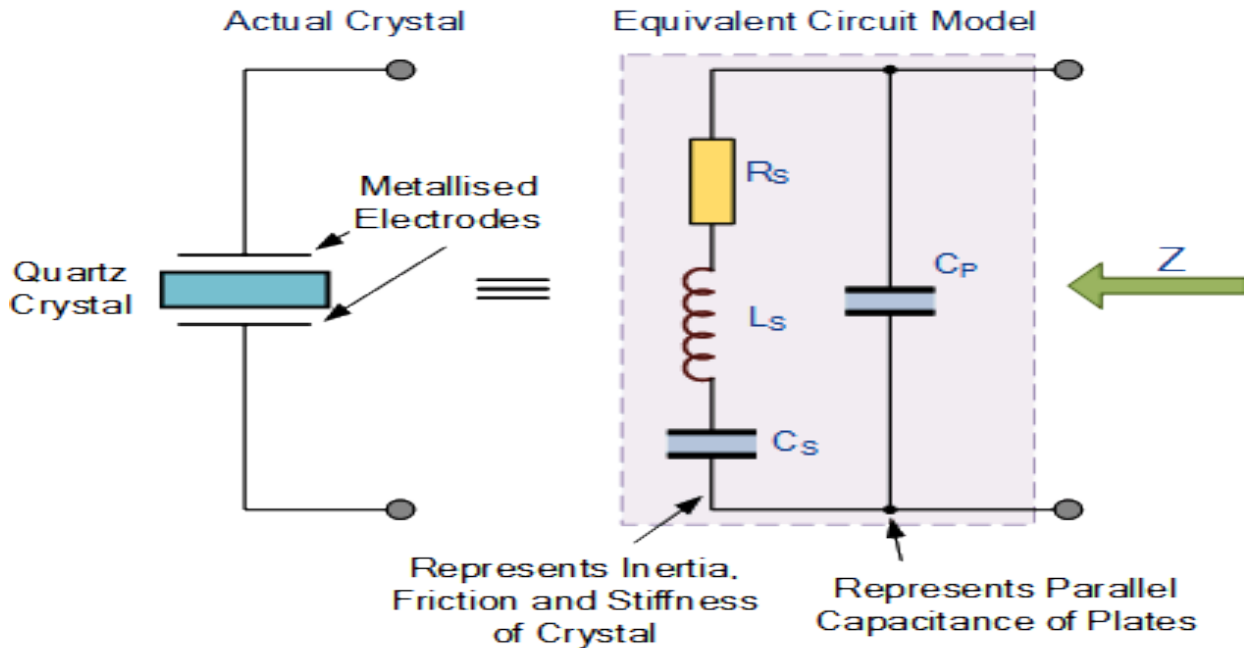 Actual Crystal
Equivalent Circuit Model
Metallised
Electrodes
Quartz
Crystal
RS
LS
CS
CP
Z
Represents Inertia,
Friction and Stiffness
of Crystal
Represents Parallel
Capacitance of Plates